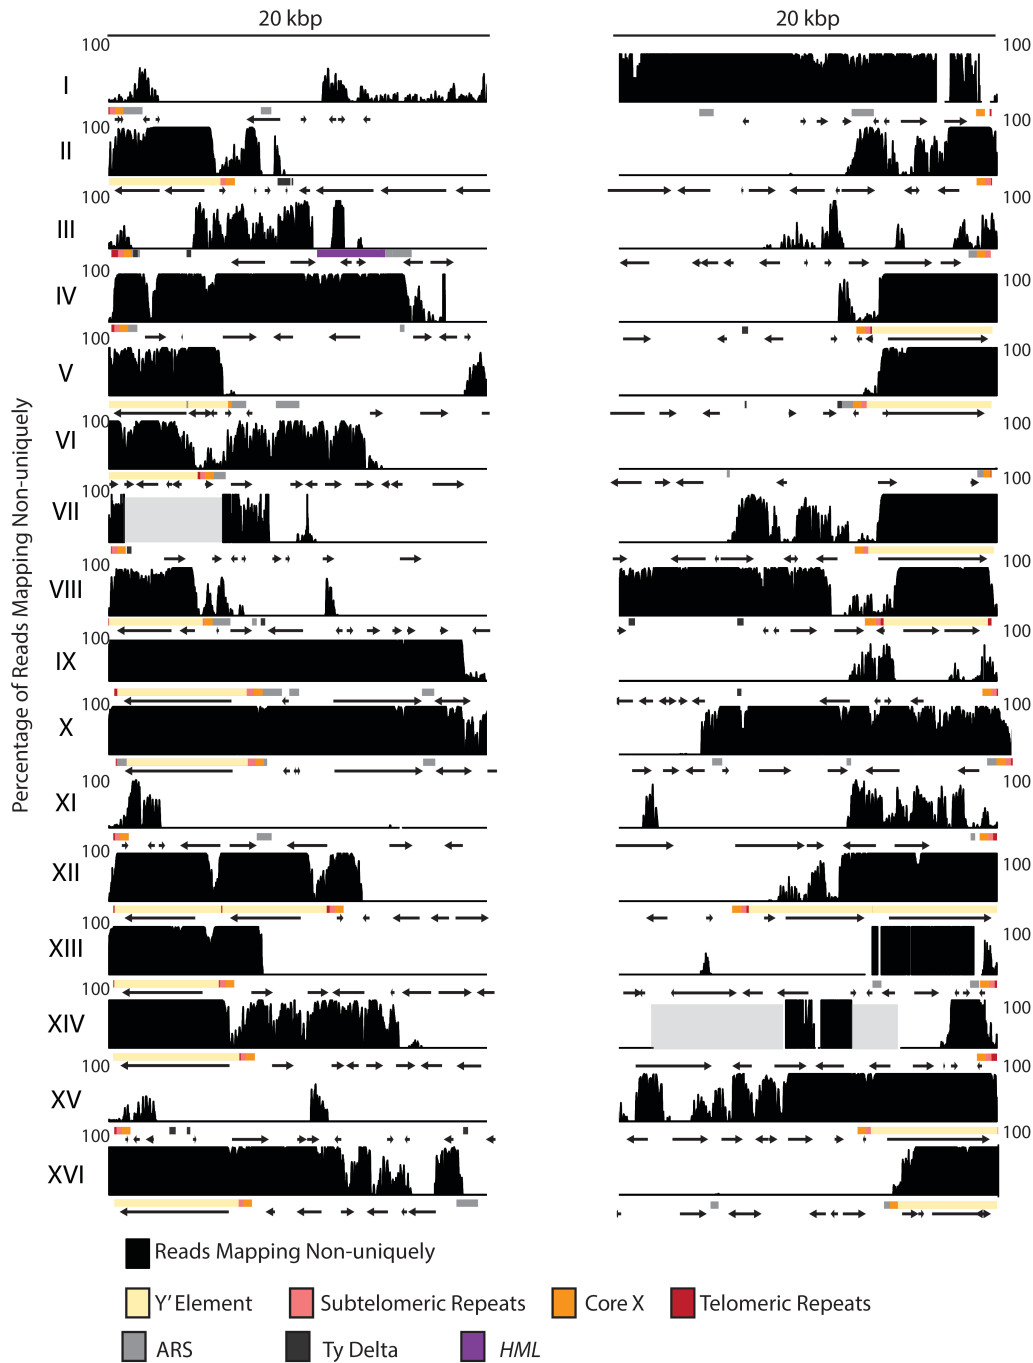 20 kbp 20 kbp
100 100
I
100 100
II
100 100
III
100 100
IV
100 100
V
100 100
VI
100 100
VII
100 100
VIII
100 100
IX
100 100
X
100 100
XI
100 100
XII
100 100
XIII
100 100
XIV
100 100
XV
100 100
XVI
Percentage of Reads Mapping Non-uniquely
Reads Mapping Non-uniquely
Y' Element Subtelomeric Repeats Core X Telomeric Repeats
ARS Ty Delta HML